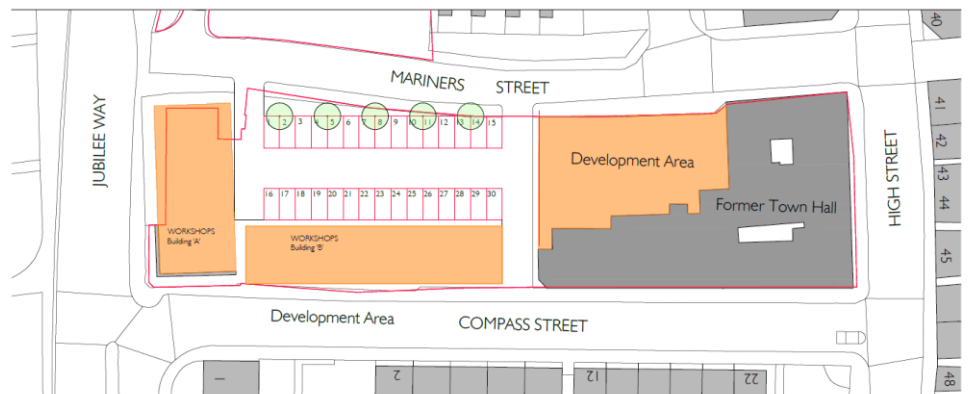 40
MARINERS STREET
JUBILEE WAY
1 2 3 4 5 6 7 8 9 10 11 12 13 14 15
41
42
43
44
45
HIGH STREET
Development Area
Former Town Hall
16 17 18 19 20 21 22 23 24 25 26 27 28 29 30
WORKSHOPS
Building 'A'
WORKSHOPS
Building 'B'
Development Area
COMPASS STREET
1
2
12
22
48